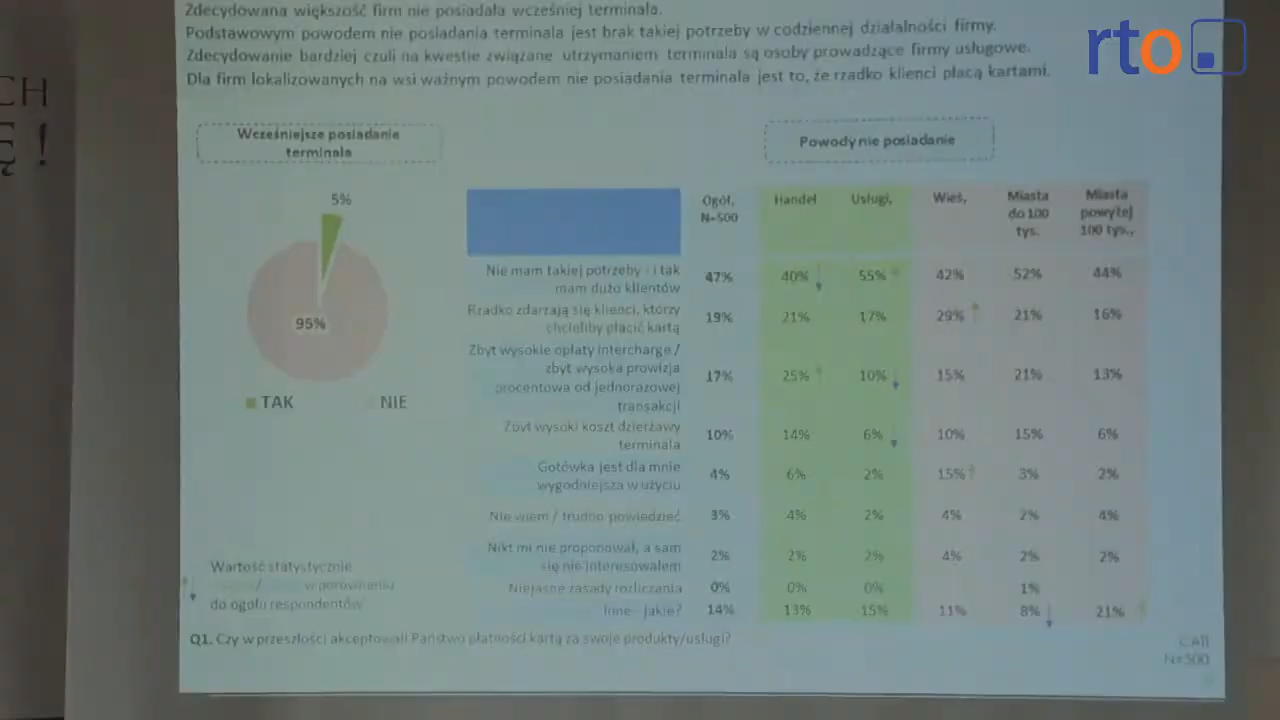 Zdecydowana większość firm nie posiadała wcześniej terminala.
Podstawowym powodem nie posiadania terminala jest brak takiej potrzeby w codziennej działalności firmy.
Zdecydowanie bardziej czuli na kwestie związane utrzymaniem terminala są osoby prowadzące firmy usługowe.
Dla firm lokalizowanych na wsi ważnym powodem nie posiadania terminala jest to, że rzadko klienci płacą kartami.
rto
CH
Ę !
Wcześniejsze posiadanie
terminala
Powody nie posiadanie
5%
95%
TAK NIE
Ogół, N=500 Handel Usługi, Wieś, Miasta do 100 tys. Miasta powyżej 100 tys.,
Nie mam takiej potrzeby - i tak
mam dużo klientów
47% 40% 55% 42% 52% 44%
Rzadko zdarzają się klienci, którzy
chcieliby płacić kartą
19% 21% 17% 29% 21% 16%
Zbyt wysokie opłaty intercharge /
zbyt wysoka prowizja
procentowa od jednorazowej
transakcji
17% 25% 10% 15% 21% 13%
Zbyt wysoki koszt dzierżawy
terminala
10% 14% 6% 10% 15% 6%
Gotówka jest dla mnie
wygodniejsza w użyciu
4% 6% 2% 15% 3% 2%
Nie wiem / trudno powiedzieć
3% 4% 2% 4% 2% 4%
Nikt mi nie proponował, a sam
się nie interesowałem
2% 2% 2% 4% 2% 2%
Niejasne zasady rozliczania
0% 0% 0% 1%
Inne - jakie?
14% 13% 15% 11% 8% 21%
Wartość statystycznie
/ w porównaniu
do ogółu respondentów
Q1. Czy w przeszłości akceptowali Państwo płatności kartą za swoje produkty/usługi?
CATI
N=500